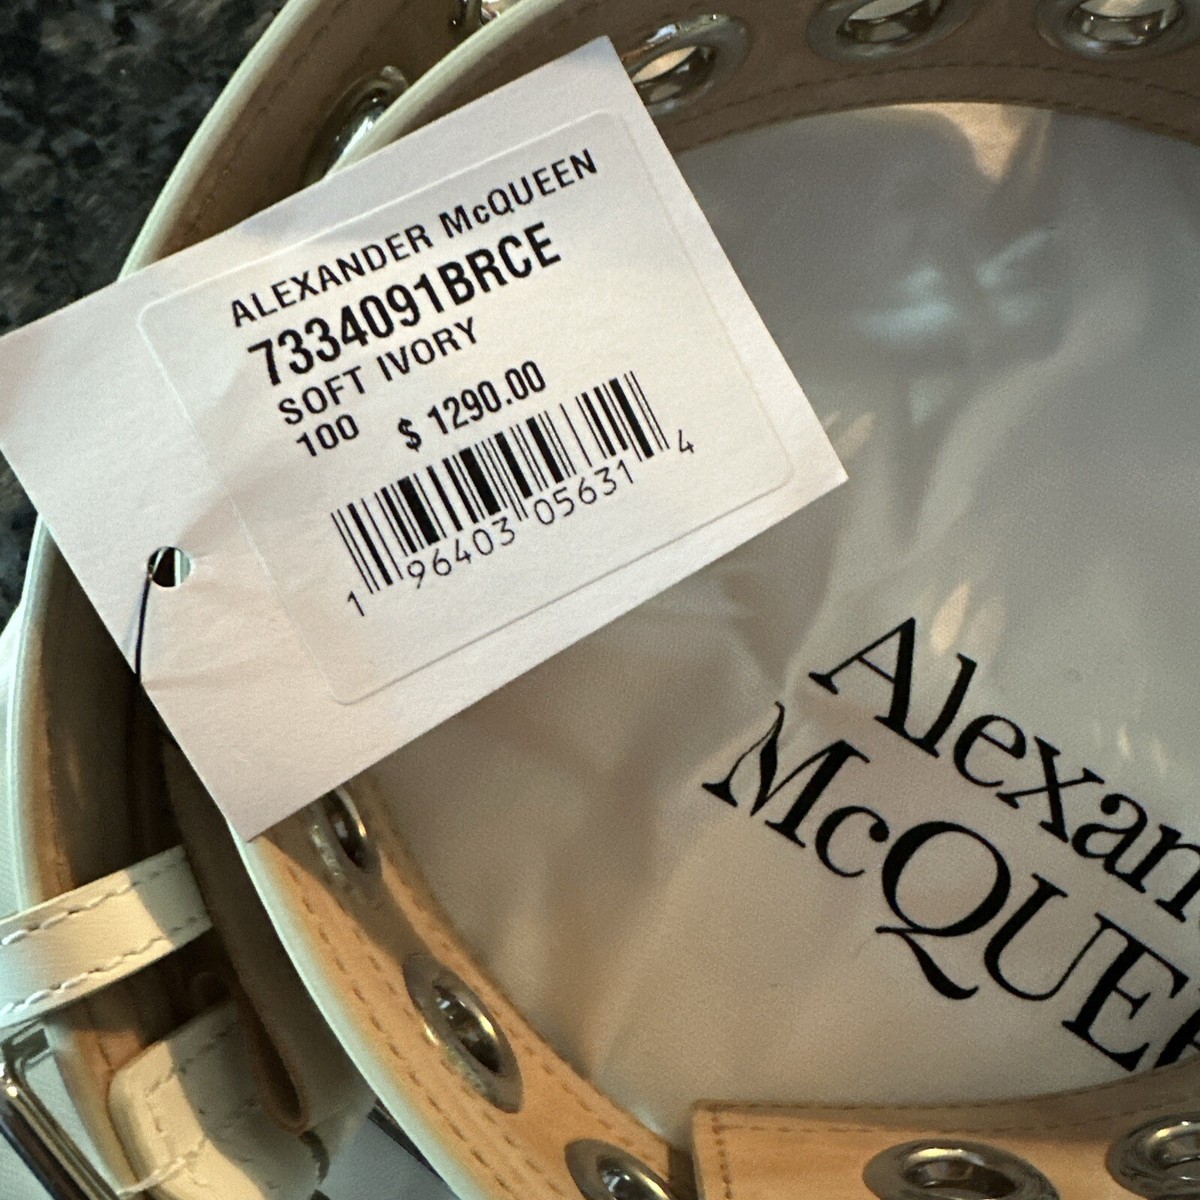 ALEXANDER McQUEEN
7334091BRCE
SOFT IVORY
100 $ 1290.00
1 96403 05631 4
Alexan
McQUEE